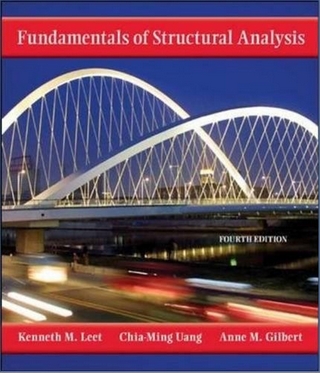 Fundamentals of Structural Analysis
FOURTH EDITION
Kenneth M. Leet Chia-Ming Uang Anne M. Gilbert